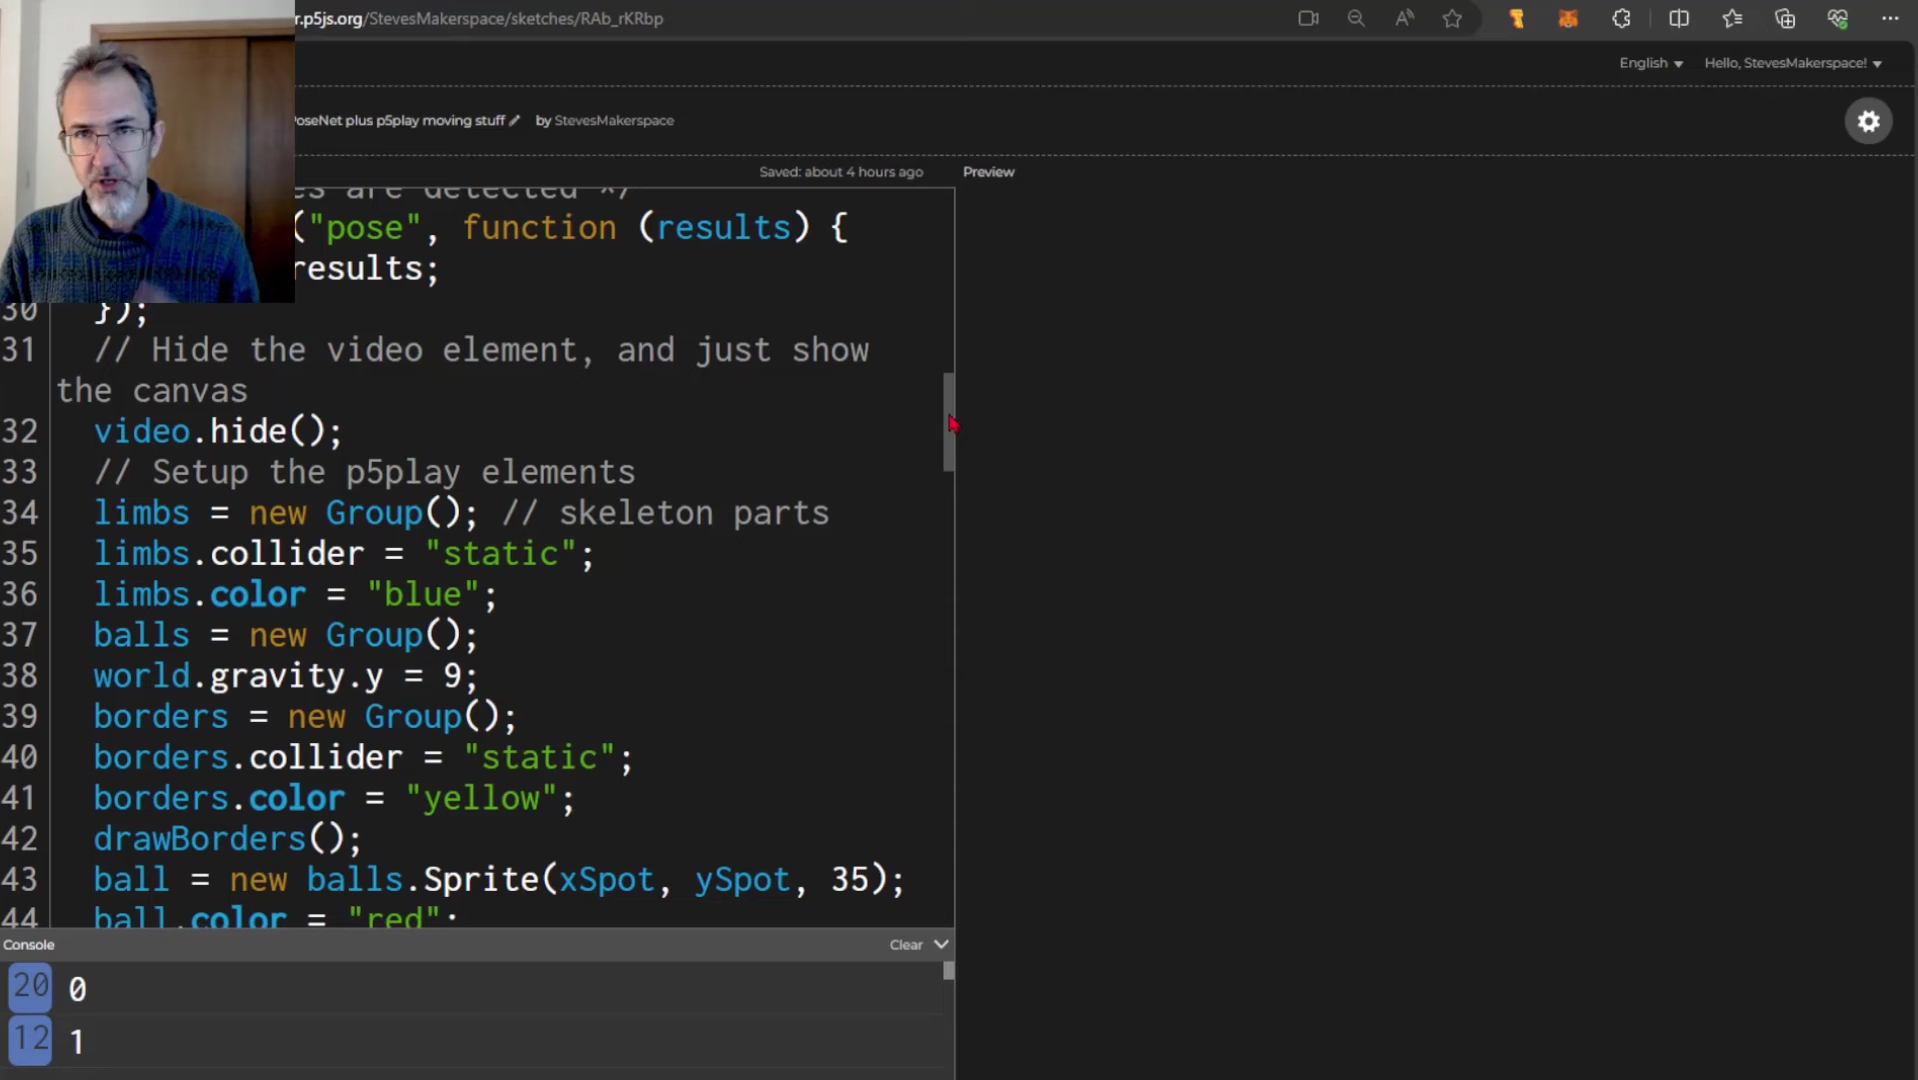 r.p5js.org/StevesMakerspace/sketches/RAb_rKRbp
English
Hello, StevesMakerspace!
PoseNet plus p5play moving stuff by StevesMakerspace
Saved: about 4 hours ago
Preview
es are detected */
("pose", function (results) {
results;
30 });
31 // Hide the video element, and just show
the canvas
32 video.hide();
33 // Setup the p5play elements
34 limbs = new Group(); // skeleton parts
35 limbs.collider = "static";
36 limbs.color = "blue";
37 balls = new Group();
38 world.gravity.y = 9;
39 borders = new Group();
40 borders.collider = "static";
41 borders.color = "yellow";
42 drawBorders();
43 ball = new balls.Sprite(xSpot, ySpot, 35);
44 ball.color = "red";
Console
Clear
20 0
12 1